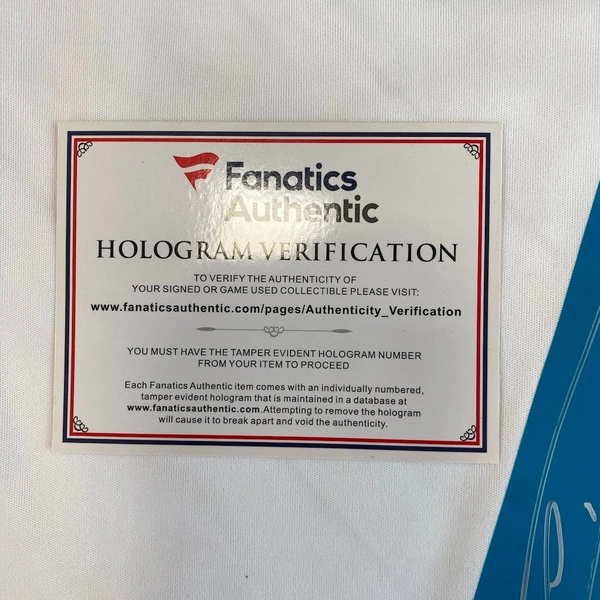 Fanatics
Authentic
HOLOGRAM VERIFICATION
TO VERIFY THE AUTHENTICITY OF
YOUR SIGNED OR GAME USED COLLECTIBLE PLEASE VISIT:
www.fanaticsauthentic.com/pages/Authenticity_Verification
YOU MUST HAVE THE TAMPER EVIDENT HOLOGRAM NUMBER
FROM YOUR ITEM TO PROCEED
Each Fanatics Authentic item comes with an individually numbered,
tamper evident hologram that is maintained in a database at
www.fanaticsauthentic.com.Attempting to remove the hologram
will cause it to break apart and void the authenticity.